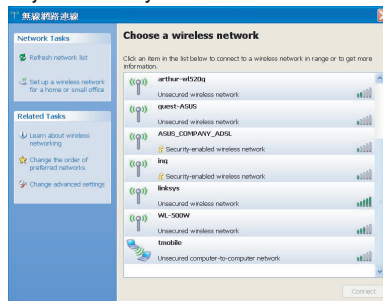 無線網路連線
Network Tasks
Refresh network list
Set up a wireless network
for a home or small office
Related Tasks
Learn about wireless
networking
Change the order of
preferred networks
Change advanced settings
Choose a wireless network
Click an item in the list below to connect to a wireless network in range or to get more
information.
arthur-wl520g
Unsecured wireless network
guest-ASUS
Unsecured wireless network
ASUS_COMPANY_ADSL
Security-enabled wireless network
inq
Security-enabled wireless network
linksys
Unsecured wireless network
WL-500W
Unsecured wireless network
tmobile
Unsecured computer-to-computer network
Connect